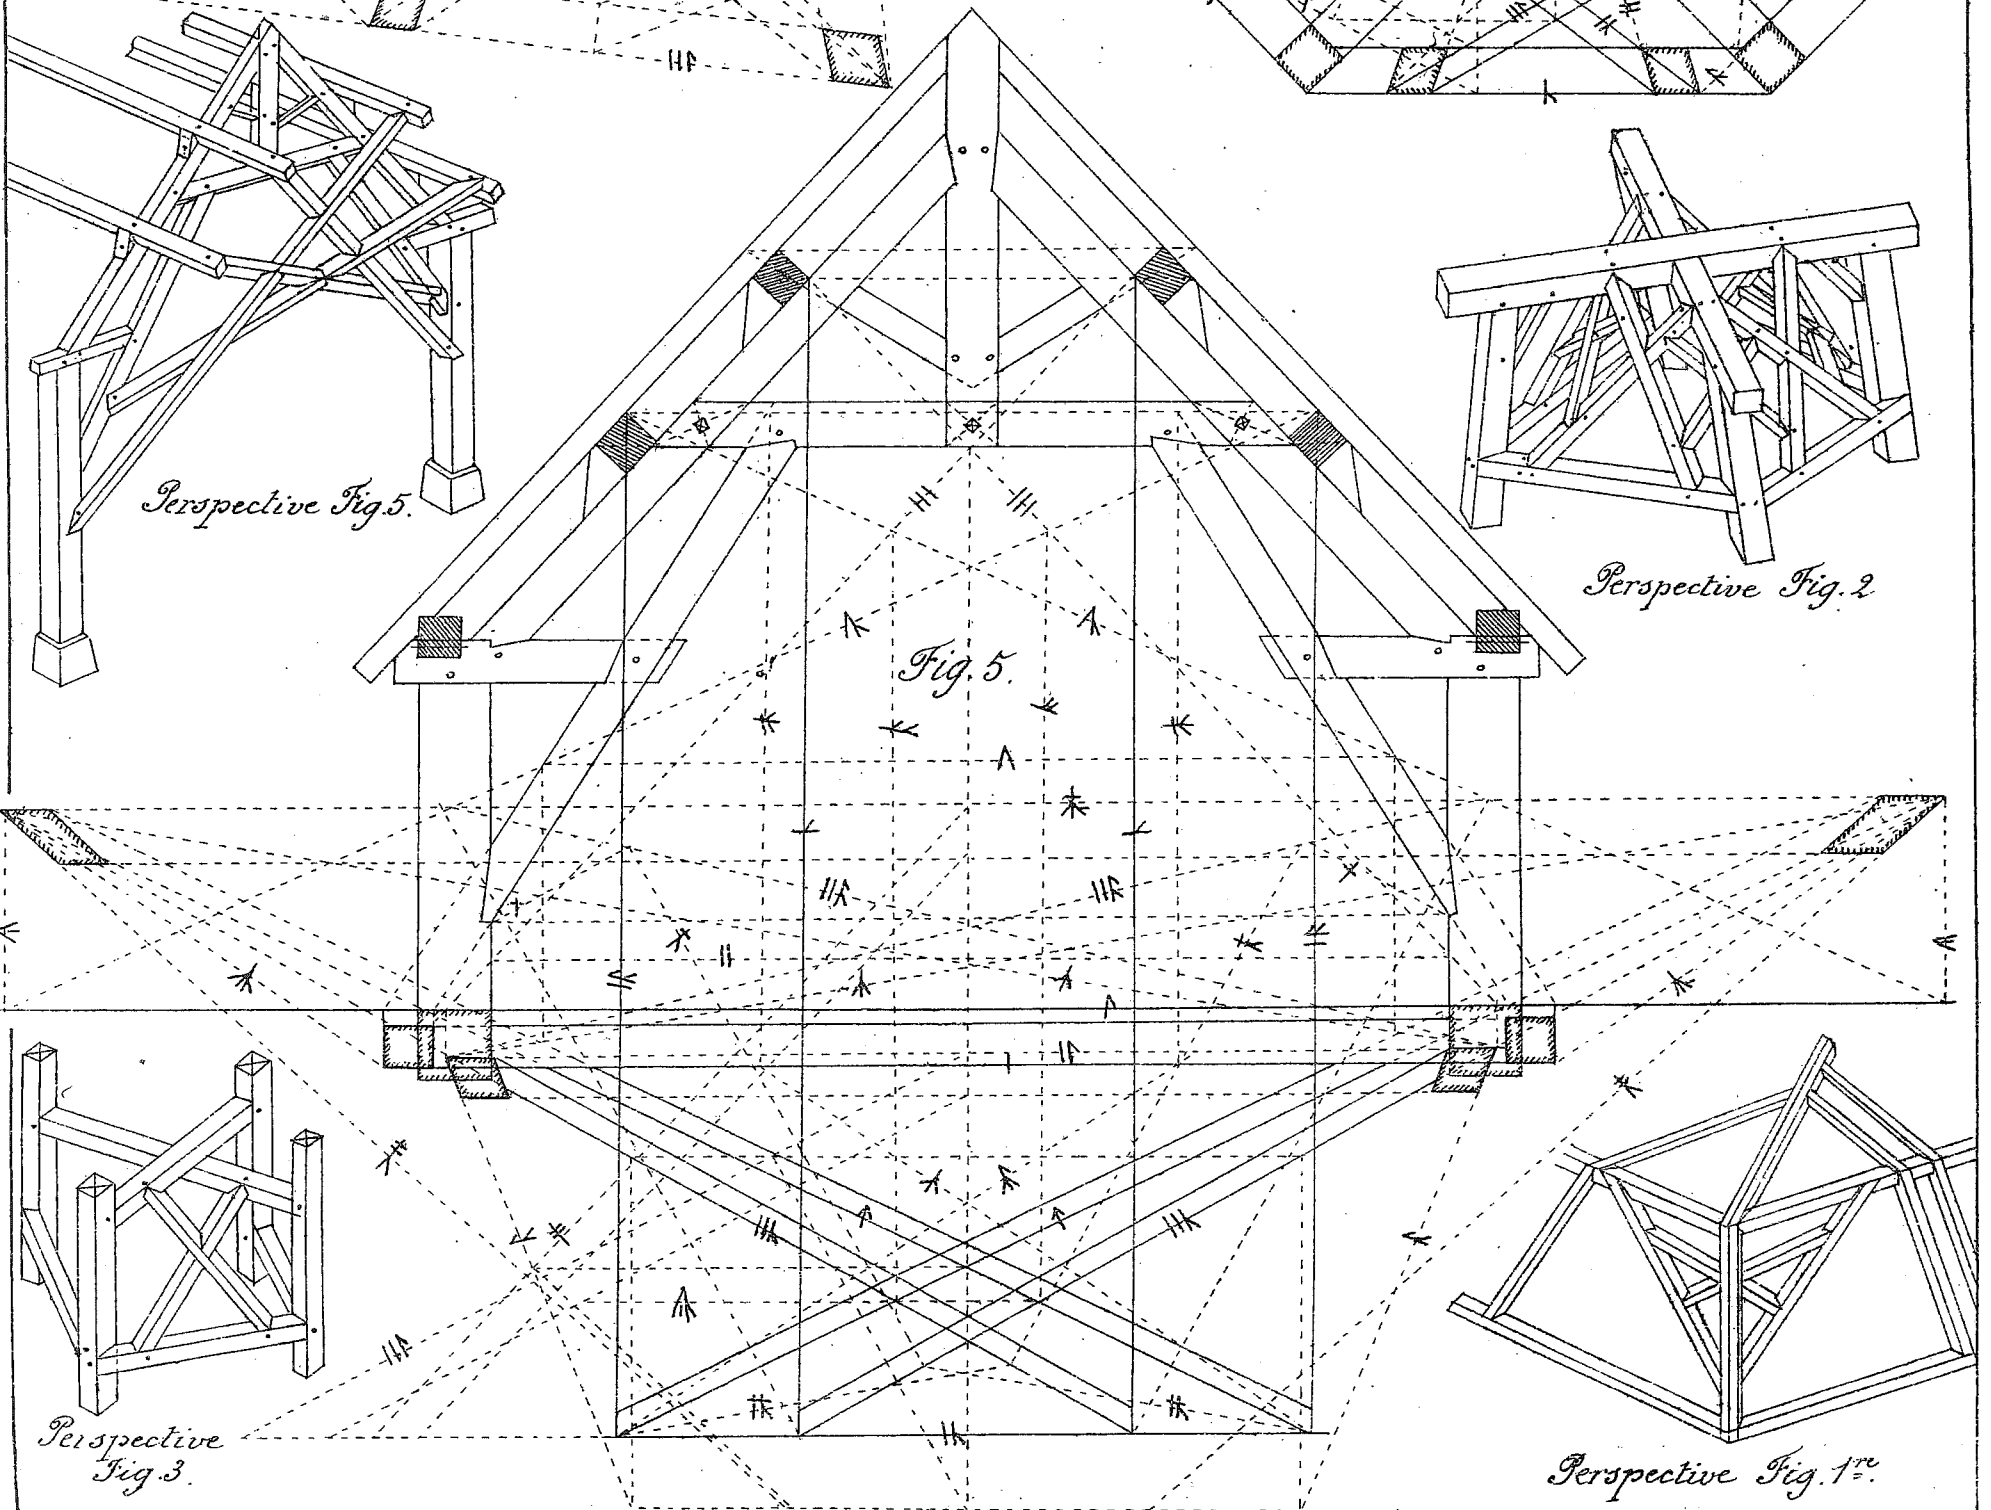 Perspective Fig. 5.
Perspective Fig. 2
Fig. 5.
Perspective
Fig. 3.
Perspective Fig. 1re.